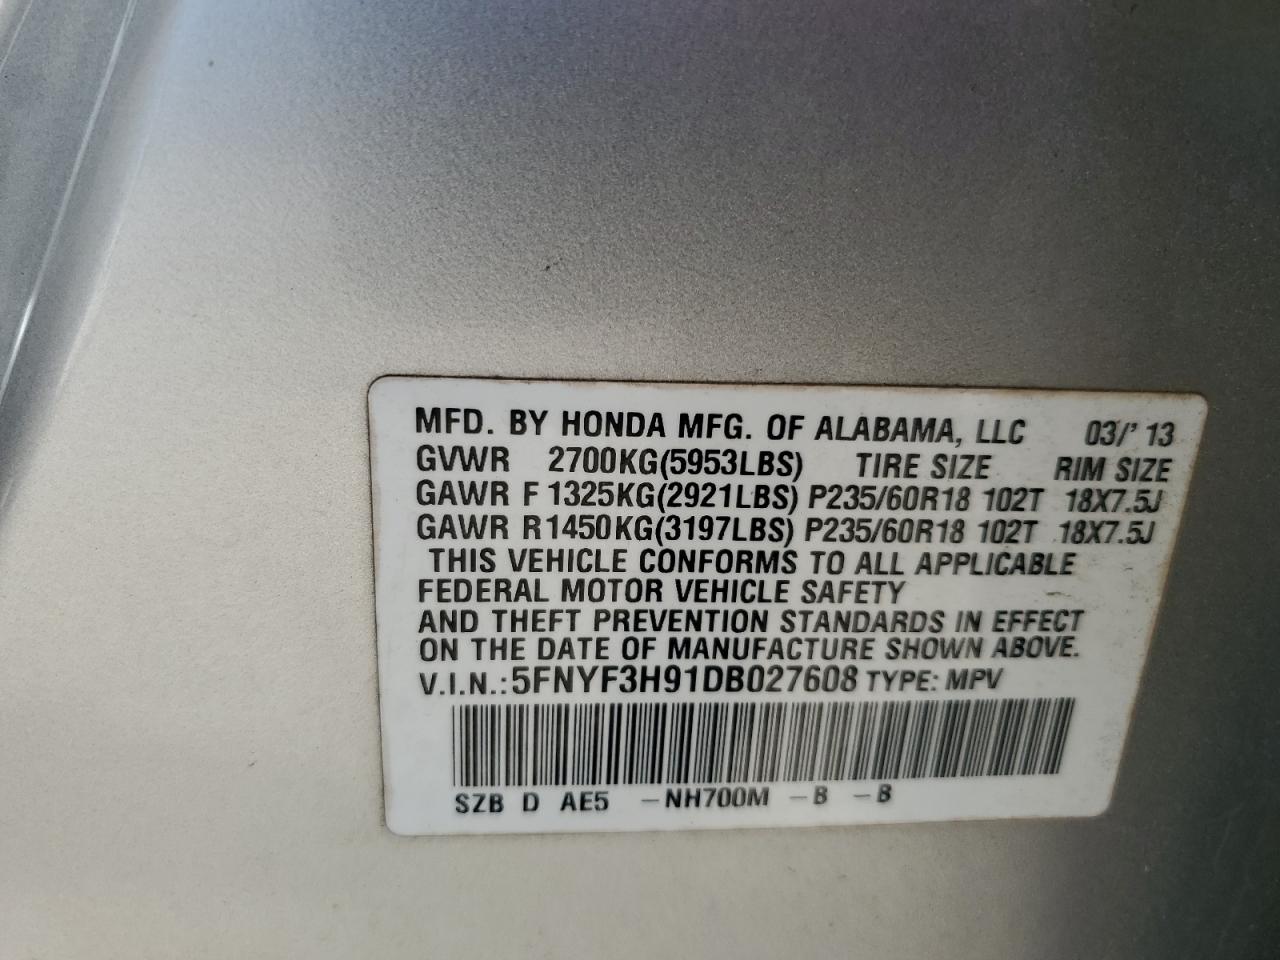 MFD. BY HONDA MFG. OF ALABAMA, LLC 03/'13
GVWR 2700KG(5953LBS) TIRE SIZE RIM SIZE
GAWR F 1325KG(2921LBS) P235/60R18 102T 18X7.5J
GAWR R1450KG(3197LBS) P235/60R18 102T 18X7.5J
THIS VEHICLE CONFORMS TO ALL APPLICABLE
FEDERAL MOTOR VEHICLE SAFETY
AND THEFT PREVENTION STANDARDS IN EFFECT
ON THE DATE OF MANUFACTURE SHOWN ABOVE.
V.I.N.:5FNYF3H91DB027608 TYPE: MPV
SZB D AE5 -NH700M -B -B